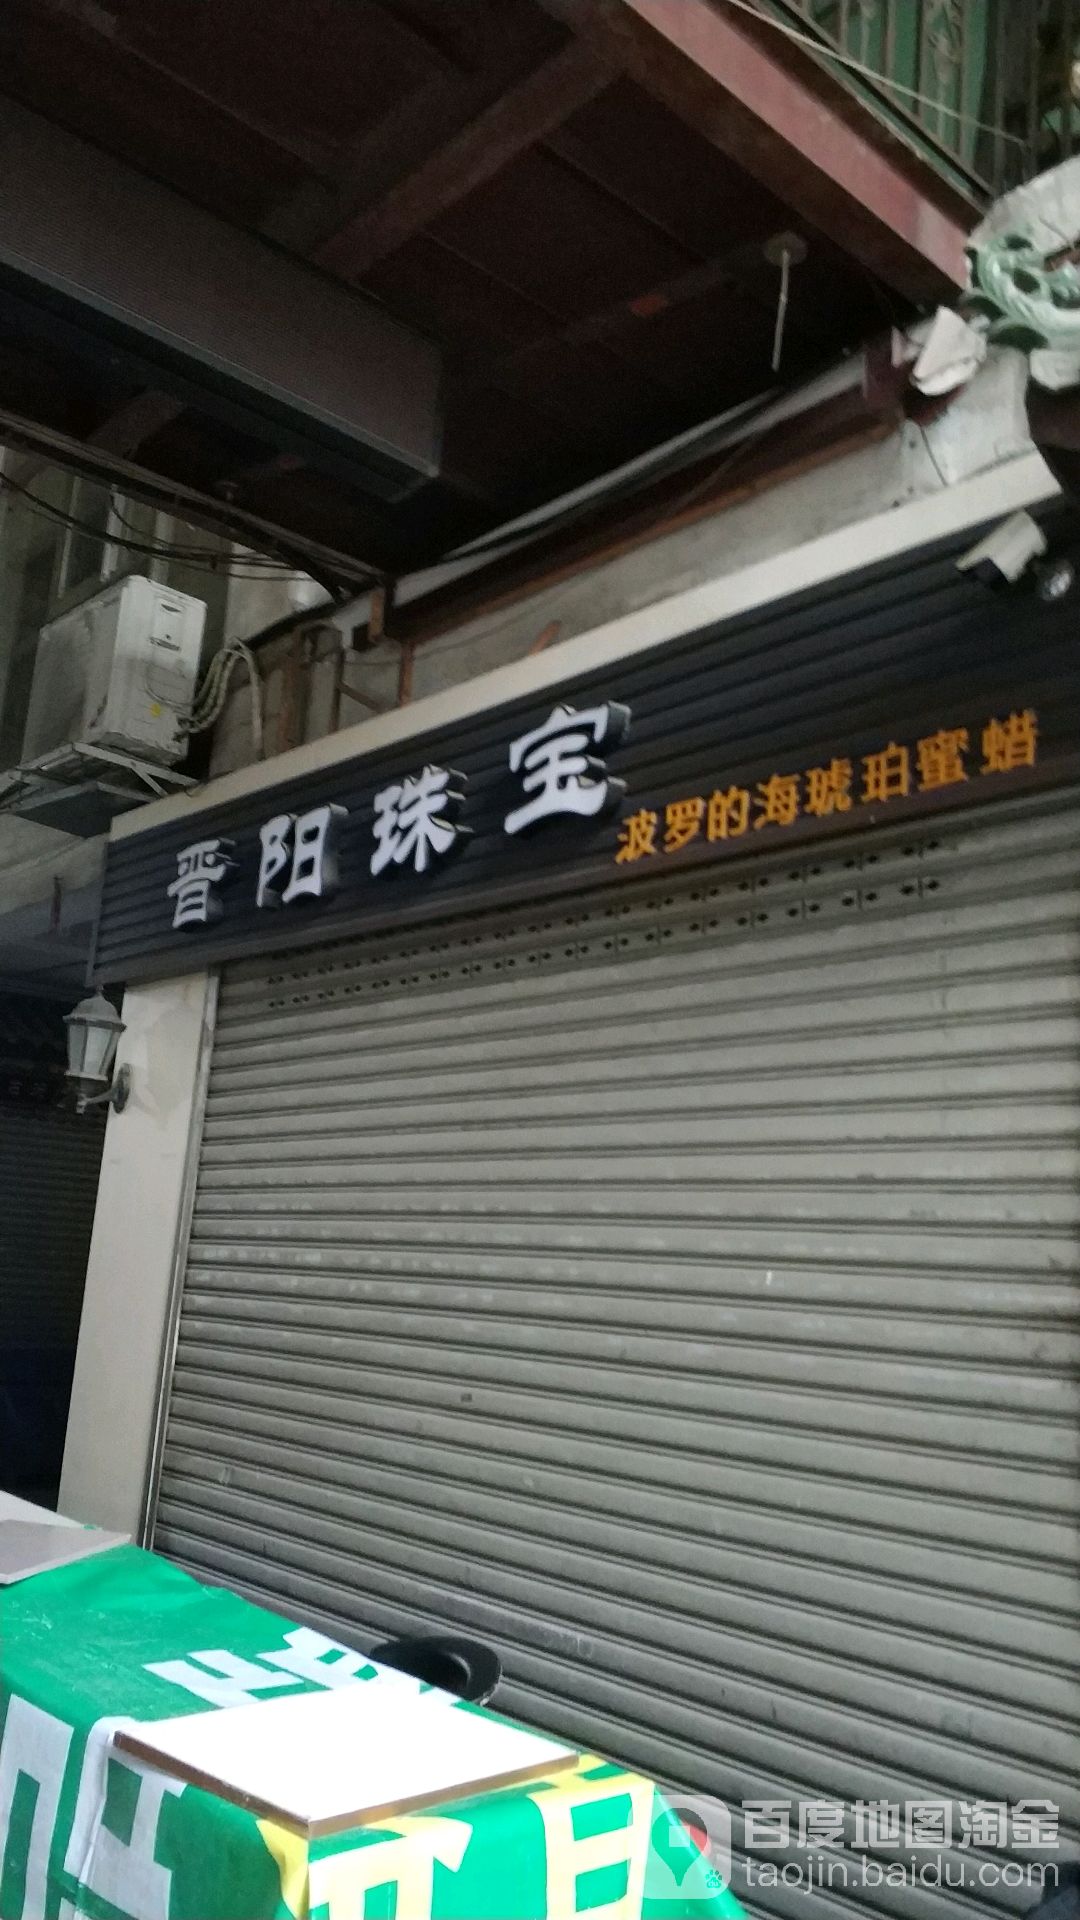 晋阳珠宝
波罗的海琥珀蜜蜡
百度地图淘金
taojin.baidu.com